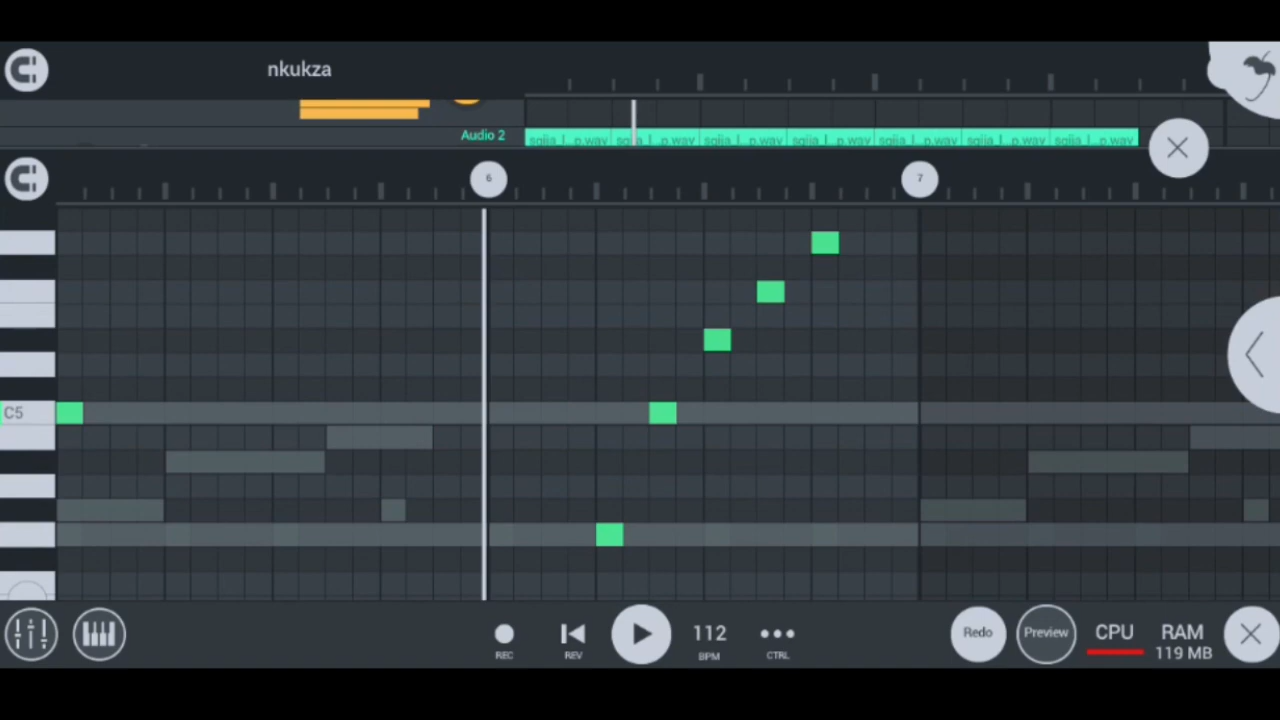 nkukza
Audio 2
6
7
C5
REC
REV
112
BPM
CTRL
Redo
Preview
CPU
RAM
119 MB